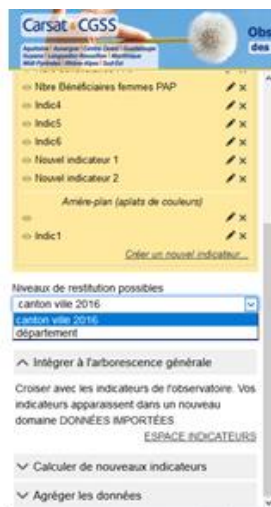 Carsat • CGSS
Aquitaine | Auvergne | Centre Ouest | Guadeloupe
Guyane | Languedoc-Roussillon | Martinique
Midi-Pyrénées | Rhône-Alpes | Sud-Est
Obs
des
Nbre Bénéficiaires femmes PAP
Indic4
Indic5
Indic6
Nouvel indicateur 1
Nouvel indicateur 2
Arrière-plan (aplats de couleurs)
Indic1
Créer un nouvel indicateur...
Niveaux de restitution possibles
canton ville 2016
canton ville 2016
département
Intégrer à l'arborescence générale
Croiser avec les indicateurs de l'observatoire. Vos
indicateurs apparaissent dans un nouveau
domaine DONNÉES IMPORTÉES
ESPACE INDICATEURS
Calculer de nouveaux indicateurs
Agréger les données